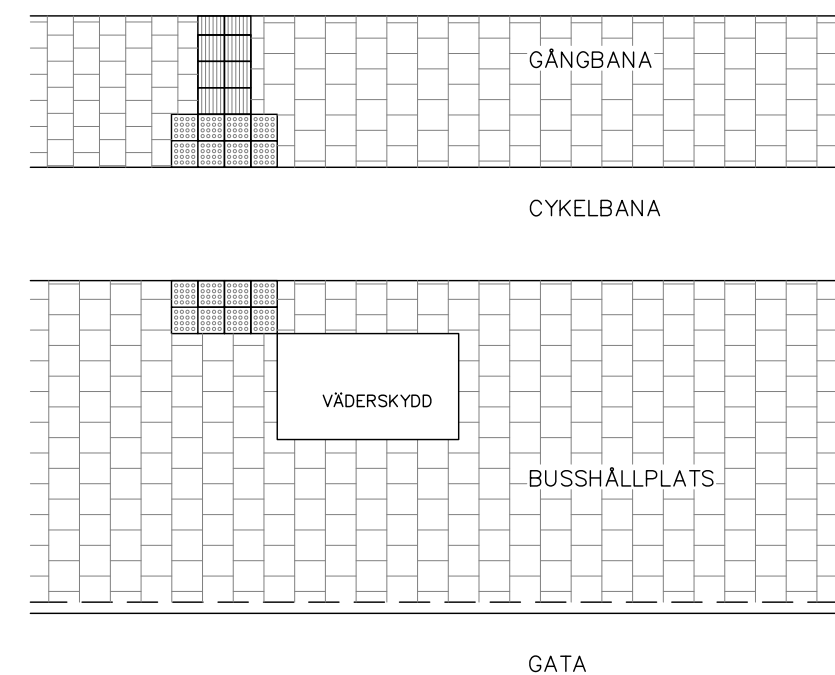 GÅNGBANA
CYKELBANA
VÄDERSKYDD
BUSSHÅLLPLATS
GATA